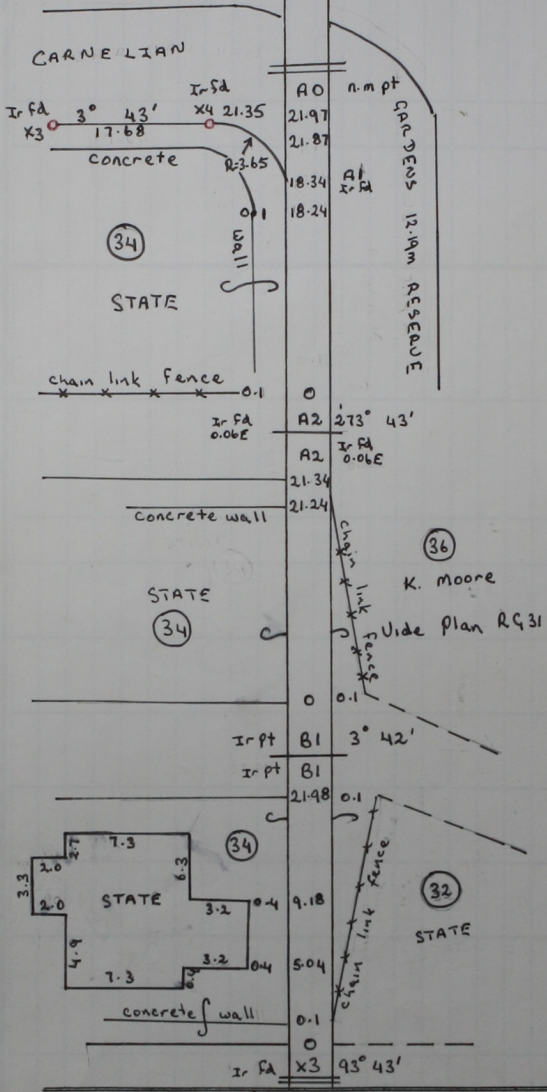 CARNELIAN
Ir fd
A0 n.m pt
Ir fd 3° 43' X4 21.35 21.97
X3 17.68 21.87
concrete R=3.65
18.34 A1
Ir fd
0.1 18.24
GARDENS 12.19m RESERVE
wall
34
STATE
chain link fence 0.1 0
Ir fd A2 273° 43'
0.06E
A2 Ir fd
0.06E
21.34
21.24
concrete wall
chain link fence
36
K. Moore
STATE
34
Vide Plan RG31
0 0.1
Ir pt B1 3° 42'
Ir pt B1
21.98 0.1
7.3
34
2.7
2.0
6.3
3.3
STATE
2.0
3.2 0.4 9.18
chain link fence
32
STATE
4.9
3.2
0.4 5.04
7.3
concrete wall 0.1
0
Ir fd X3 93° 43'